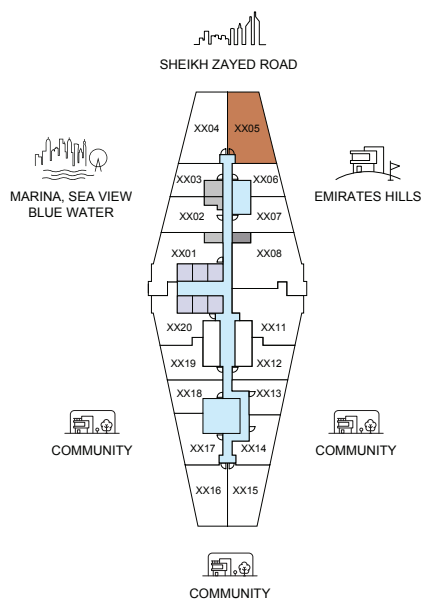 SHEIKH ZAYED ROAD
XX04
XX05
MARINA, SEA VIEW
BLUE WATER
EMIRATES HILLS
XX03
XX06
XX02
XX07
XX01
XX08
XX20
XX11
XX19
XX12
XX18
XX13
COMMUNITY
COMMUNITY
XX17
XX14
XX16
XX15
COMMUNITY